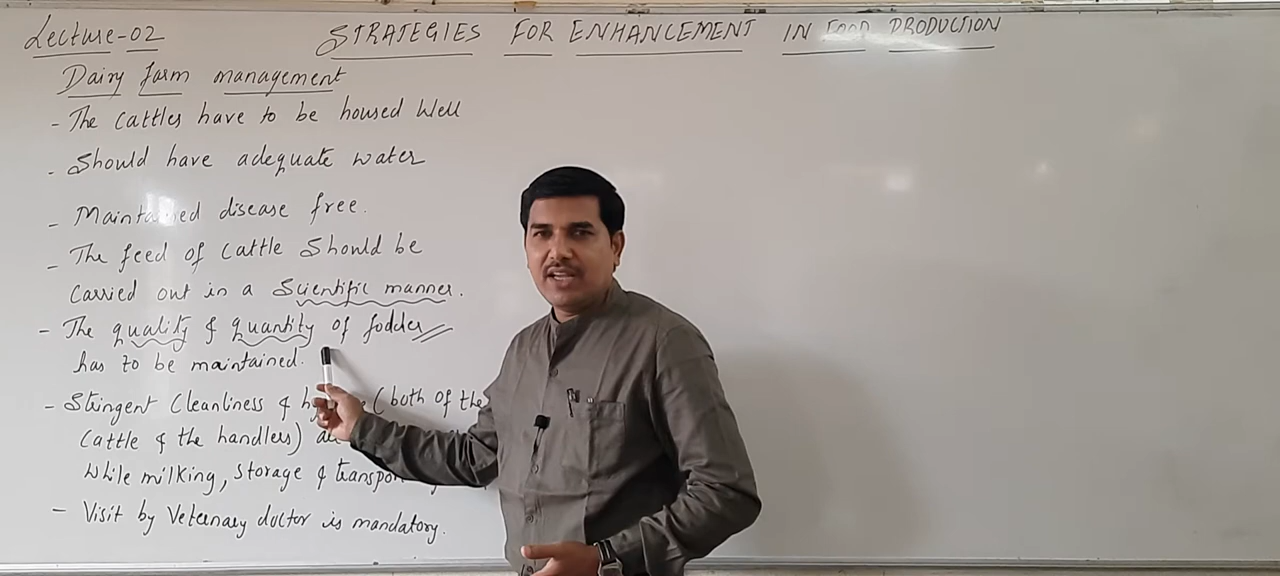 Lecture-02
STRATEGIES FOR ENHANCEMENT IN FOOD PRODUCTION
Dairy farm management
- The cattles have to be housed well
- Should have adequate water
- Maintained disease free.
- The feed of cattle should be
carried out in a scientific manner.
- The quality & quantity of fodder
has to be maintained.
- Stringent cleanliness & (both of the
cattle & the handlers)
while milking, storage &
- Visit by Veternary doctor is mandatory.